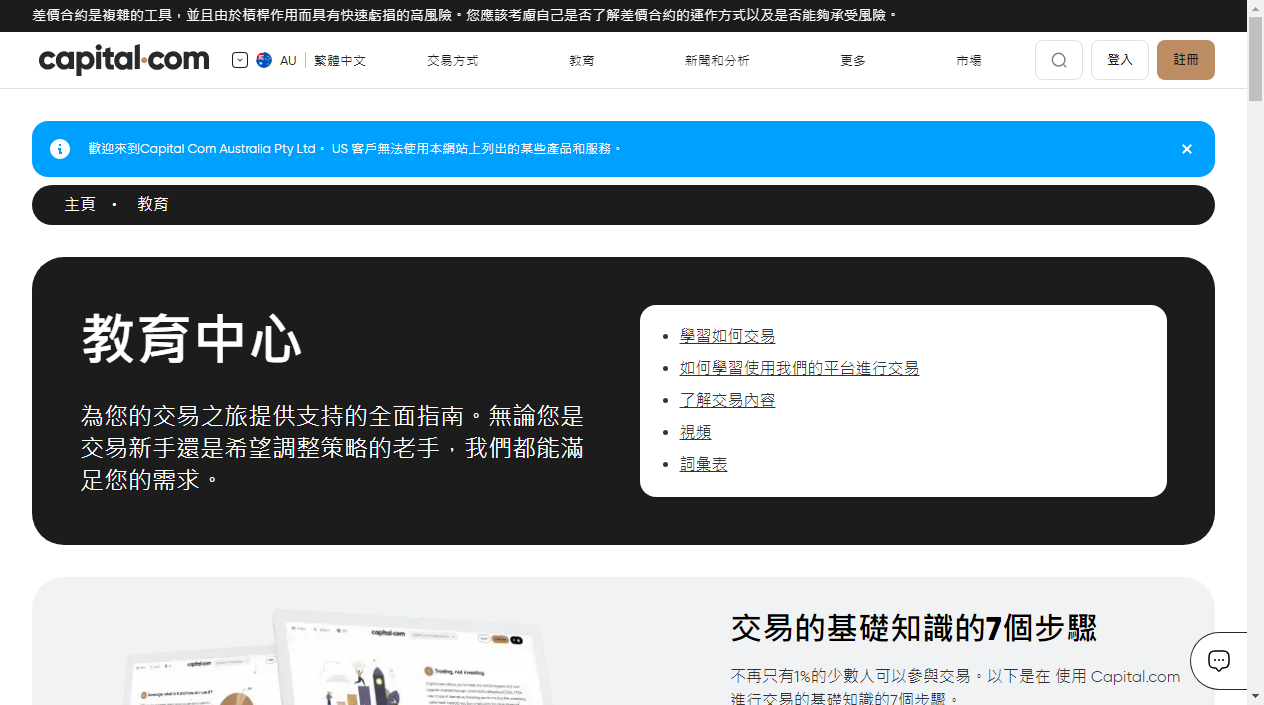 差價合約是複雜的工具，並且由於槓桿作用而具有快速虧損的高風險。您應該考慮自己是否了解差價合約的運作方式以及是否能夠承受風險。
capital.com AU 繁體中文 交易方式 教育 新聞和分析 更多 市場 登入 註冊
歡迎來到Capital Com Australia Pty Ltd。 US 客戶無法使用本網站上列出的某些產品和服務。
主頁 • 教育
教育中心
為您的交易之旅提供支持的全面指南。無論您是
交易新手還是希望調整策略的老手，我們都能滿
足您的需求。
• 學習如何交易
• 如何學習使用我們的平台進行交易
• 了解交易內容
• 視頻
• 詞彙表
capital.com
capital.com
Trading, not investing.
交易的基礎知識的7個步驟
不再只有1%的少數人可以參與交易。以下是在 使用 Capital.com
進行交易的基礎知識的7個步驟。